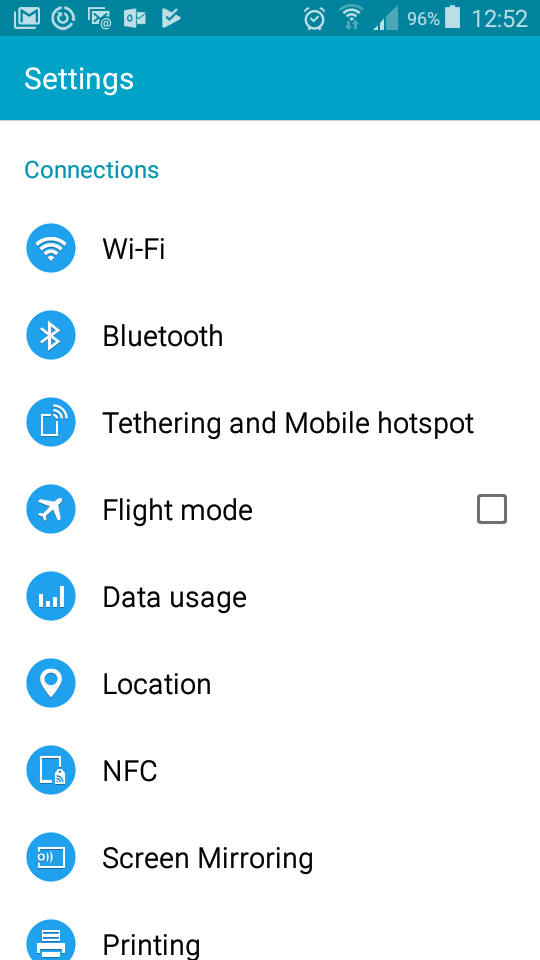 96% 12:52
Settings
Connections
Wi-Fi
Bluetooth
Tethering and Mobile hotspot
Flight mode
Data usage
Location
NFC
Screen Mirroring
Printing